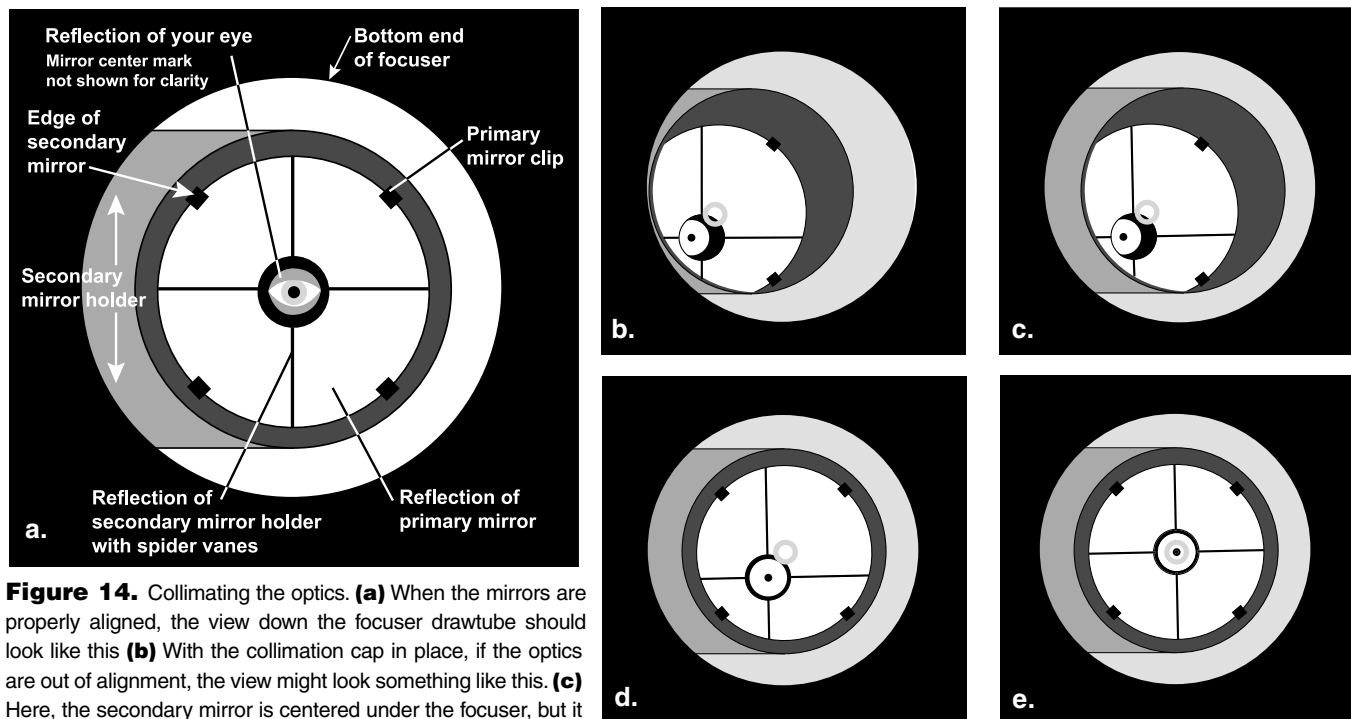 Reflection of your eye
Mirror center mark
not shown for clarity
Bottom end
of focuser
Edge of
secondary
mirror
Primary
mirror clip
Secondary
mirror holder
Reflection of
secondary mirror holder
with spider vanes
Reflection of
primary mirror
a.
b.
c.
d.
e.
Figure 14. Collimating the optics. (a) When the mirrors are
properly aligned, the view down the focuser drawtube should
look like this (b) With the collimation cap in place, if the optics
are out of alignment, the view might look something like this. (c)
Here, the secondary mirror is centered under the focuser, but it